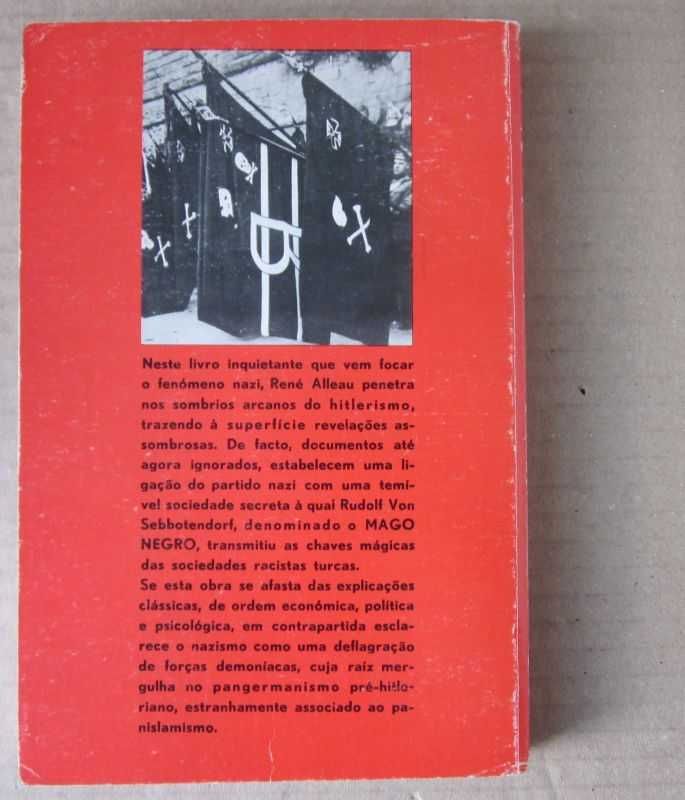 B
Neste livro inquietante que vem focar
o fenómeno nazi, René Alleau penetra
nos sombrios arcanos do hitlerismo,
trazendo à superfície revelações as-
sombrosas. De facto, documentos até
agora ignorados, estabelecem uma li-
gação do partido nazi com uma temí-
vel sociedade secreta à quai Rudolf Von
Sebbotendorf, denominado o MAGO
NEGRO, transmitiu as chaves mágicas
das sociedades racistas turcas.
Se esta obra se afasta das explicações
clássicas, de ordem económica, política
e psicológica, em contrapartida escla-
rece o nazismo como uma deflagração
de forças demoníacas, cuja raíz mer-
gulha no pangermanismo pré-hitle-
riano, estranhamente associado ao pa-
nislamismo.